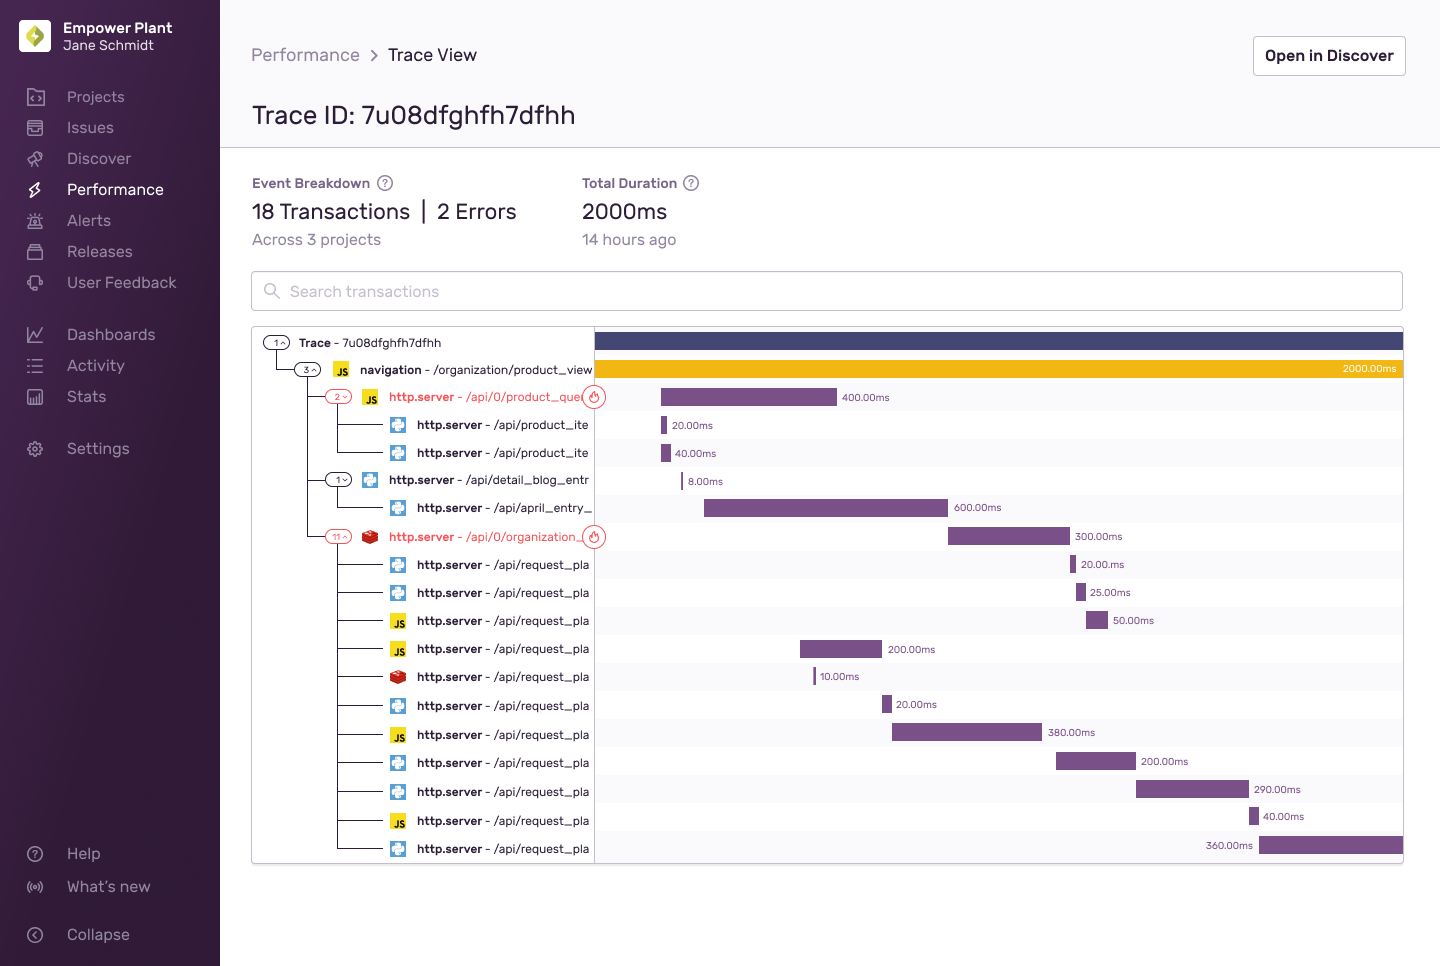 Empower Plant
Jane Schmidt
Projects
Issues
Discover
Performance
Alerts
Releases
User Feedback
Dashboards
Activity
Stats
Settings
Help
What's new
Collapse
Performance > Trace View
Open in Discover
Trace ID: 7u08dfghfh7dfhh
Event Breakdown ?
18 Transactions | 2 Errors
Across 3 projects
Total Duration ?
2000ms
14 hours ago
Search transactions
1 Trace - 7u08dfghfh7dfhh
3 JS navigation - /organization/product_view 2000.00ms
2 JS http.server - /api/0/product_que 400.00ms
http.server - /api/product_ite 20.00ms
http.server - /api/product_ite 40.00ms
1 http.server - /api/detail_blog_entr 8.00ms
http.server - /api/april_entry_ 600.00ms
11 http.server - /api/0/organization_ 300.00ms
http.server - /api/request_pla 20.00.ms
http.server - /api/request_pla 25.00ms
JS http.server - /api/request_pla 50.00ms
JS http.server - /api/request_pla 200.00ms
http.server - /api/request_pla 10.00ms
http.server - /api/request_pla 20.00ms
JS http.server - /api/request_pla 380.00ms
http.server - /api/request_pla 200.00ms
http.server - /api/request_pla 290.00ms
JS http.server - /api/request_pla 40.00ms
http.server - /api/request_pla 360.00ms